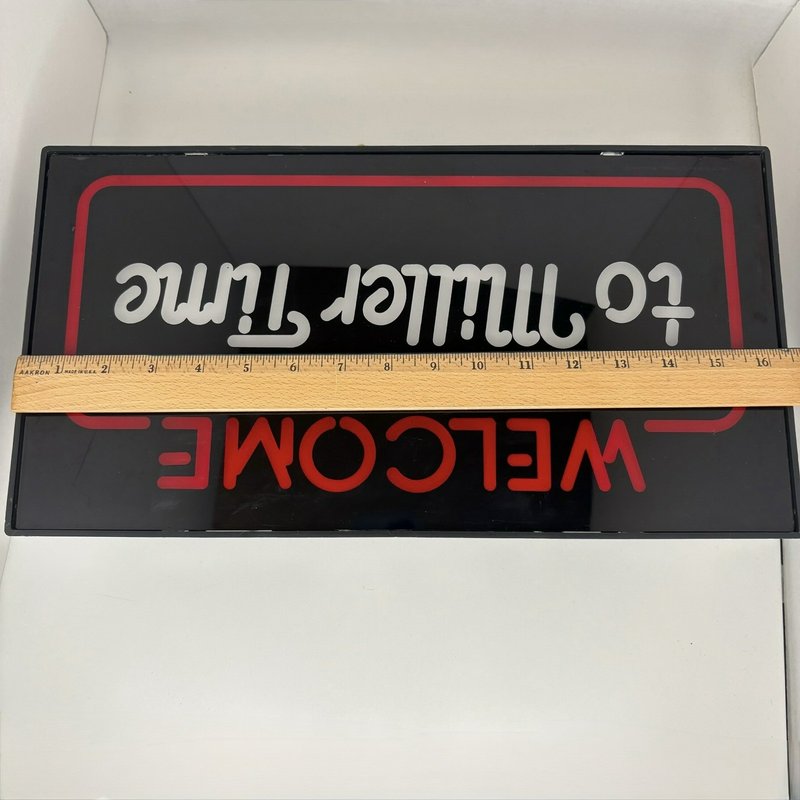 WELCOME
to Miller Time
1 2 3 4 5 6 7 8 9 10 11 12 13 14 15 16
AAKRON MADE IN U.S.A.